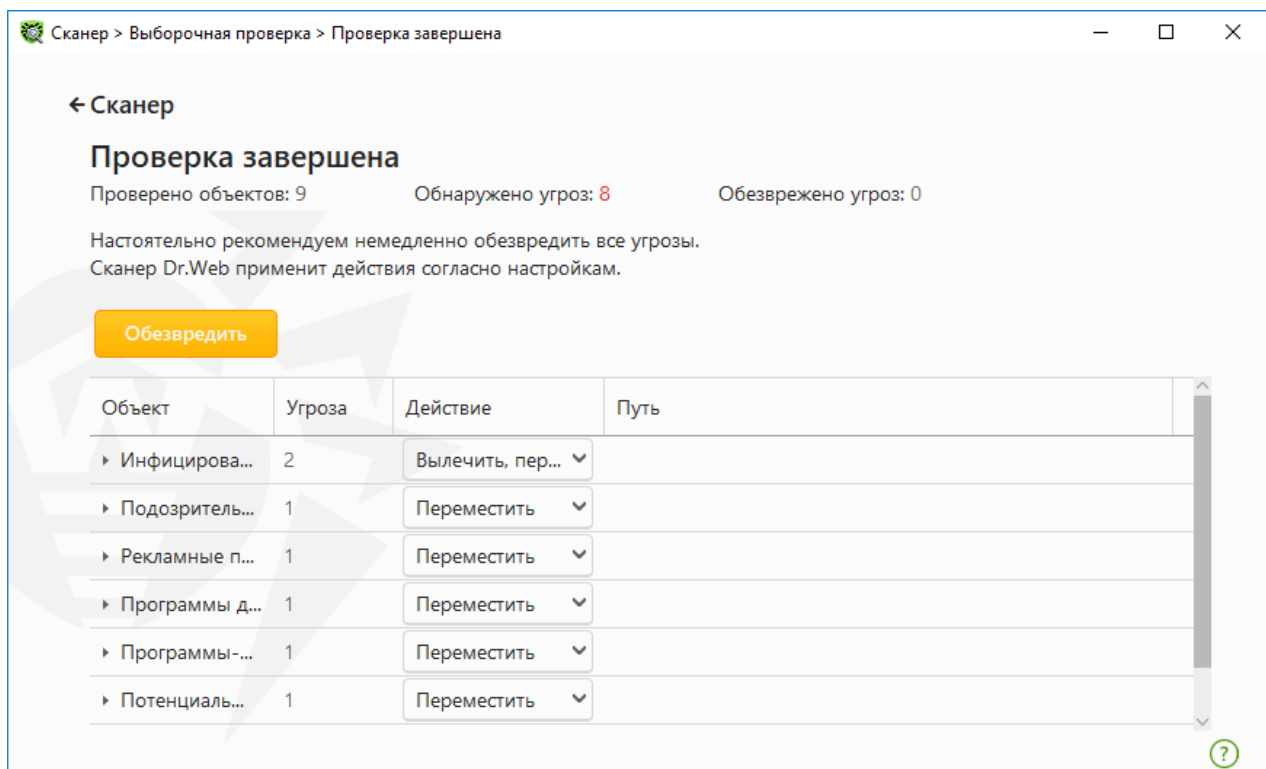 Сканер > Выборочная проверка > Проверка завершена
Сканер
Проверка завершена
Проверено объектов: 9 Обнаружено угроз: 8 Обезврежено угроз: 0
Настоятельно рекомендуем немедленно обезвредить все угрозы.
Сканер Dr.Web применит действия согласно настройкам.
Обезвредить
Объект Угроза Действие Путь
Инфицирова... 2 Вылечить, пер...
Подозритель... 1 Переместить
Рекламные п... 1 Переместить
Программы д... 1 Переместить
Программы-... 1 Переместить
Потенциаль... 1 Переместить
?